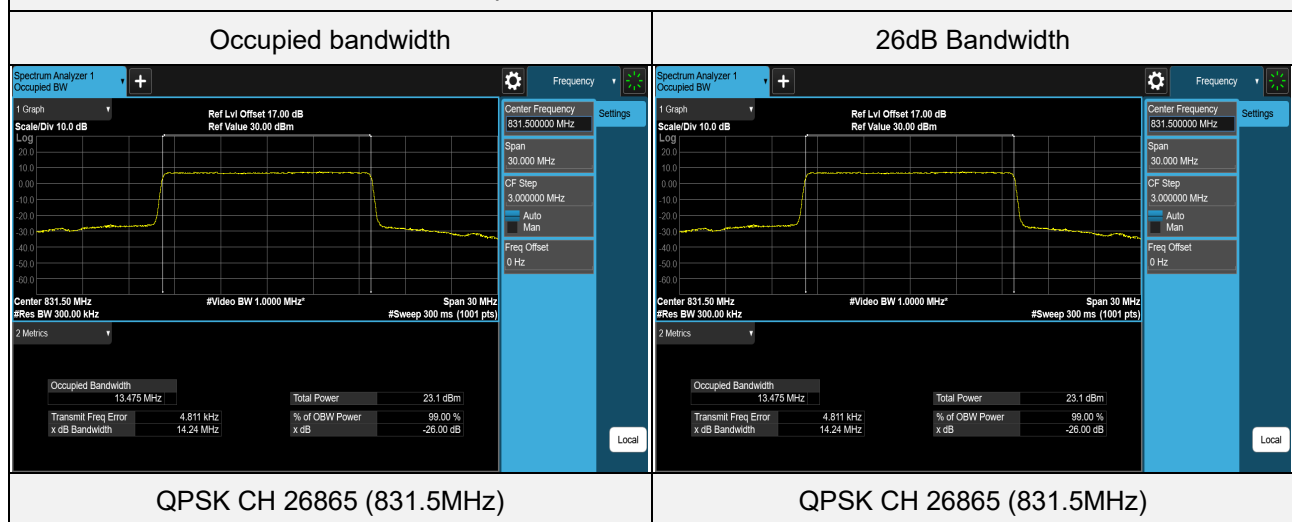 Occupied bandwidth
26dB Bandwidth
Spectrum Analyzer 1
Occupied BW
+
Frequency
1 Graph
Ref Lvl Offset 17.00 dB
Scale/Div 10.0 dB
Ref Value 30.00 dBm
Log
20.0
10.0
0.00
-10.0
-20.0
-30.0
-40.0
-50.0
-60.0
Center 831.50 MHz
#Video BW 1.0000 MHz*
Span 30 MHz
#Res BW 300.00 kHz
#Sweep 300 ms (1001 pts)
Center Frequency
831.500000 MHz
Settings
Span
30.000 MHz
CF Step
3.000000 MHz
Auto
Man
Freq Offset
0 Hz
2 Metrics
Occupied Bandwidth
13.475 MHz
Total Power 23.1 dBm
Transmit Freq Error 4.811 kHz
% of OBW Power 99.00 %
x dB Bandwidth 14.24 MHz
x dB -26.00 dB
Local
Spectrum Analyzer 1
Occupied BW
+
Frequency
1 Graph
Ref Lvl Offset 17.00 dB
Scale/Div 10.0 dB
Ref Value 30.00 dBm
Log
20.0
10.0
0.00
-10.0
-20.0
-30.0
-40.0
-50.0
-60.0
Center 831.50 MHz
#Video BW 1.0000 MHz*
Span 30 MHz
#Res BW 300.00 kHz
#Sweep 300 ms (1001 pts)
Center Frequency
831.500000 MHz
Settings
Span
30.000 MHz
CF Step
3.000000 MHz
Auto
Man
Freq Offset
0 Hz
2 Metrics
Occupied Bandwidth
13.475 MHz
Total Power 23.1 dBm
Transmit Freq Error 4.811 kHz
% of OBW Power 99.00 %
x dB Bandwidth 14.24 MHz
x dB -26.00 dB
Local
QPSK CH 26865 (831.5MHz)
QPSK CH 26865 (831.5MHz)